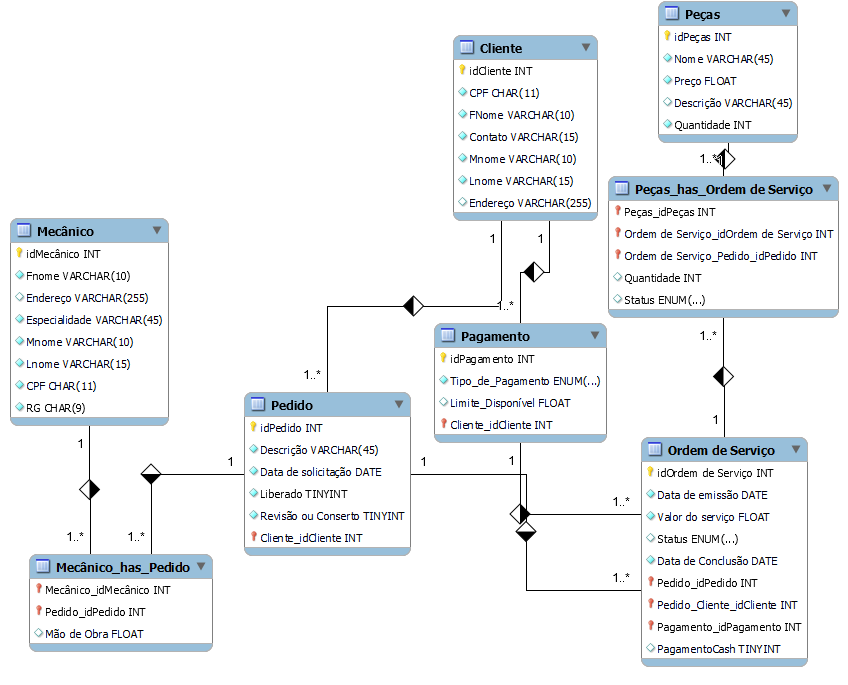 Peças
idPeças INT
Nome VARCHAR(45)
Preço FLOAT
Descrição VARCHAR(45)
Quantidade INT
1..*
Cliente
idCliente INT
CPF CHAR(11)
FNome VARCHAR(10)
Contato VARCHAR(15)
Mnome VARCHAR(10)
Lnome VARCHAR(15)
Endereço VARCHAR(255)
1
1
Peças_has_Ordem de Serviço
Peças_idPeças INT
Ordem de Serviço_idOrdem de Serviço INT
Ordem de Serviço_Pedido_idPedido INT
Quantidade INT
Status ENUM(...)
1..*
1
Mecânico
idMecânico INT
Fnome VARCHAR(10)
Endereço VARCHAR(255)
Especialidade VARCHAR(45)
Mnome VARCHAR(10)
Lnome VARCHAR(15)
CPF CHAR(11)
RG CHAR(9)
1
1..*
1..*
1..*
Pagamento
idPagamento INT
Tipo_de_Pagamento ENUM(...)
Limite_Disponível FLOAT
Cliente_idCliente INT
1
1..*
Pedido
idPedido INT
Descrição VARCHAR(45)
Data de solicitação DATE
Liberado TINYINT
Revisão ou Conserto TINYINT
Cliente_idCliente INT
1
1
Ordem de Serviço
idOrdem de Serviço INT
Data de emissão DATE
Valor do serviço FLOAT
Status ENUM(...)
Data de Conclusão DATE
Pedido_idPedido INT
Pedido_Cliente_idCliente INT
Pagamento_idPagamento INT
PagamentoCash TINYINT
1..*
1..*
Mecânico_has_Pedido
Mecânico_idMecânico INT
Pedido_idPedido INT
Mão de Obra FLOAT